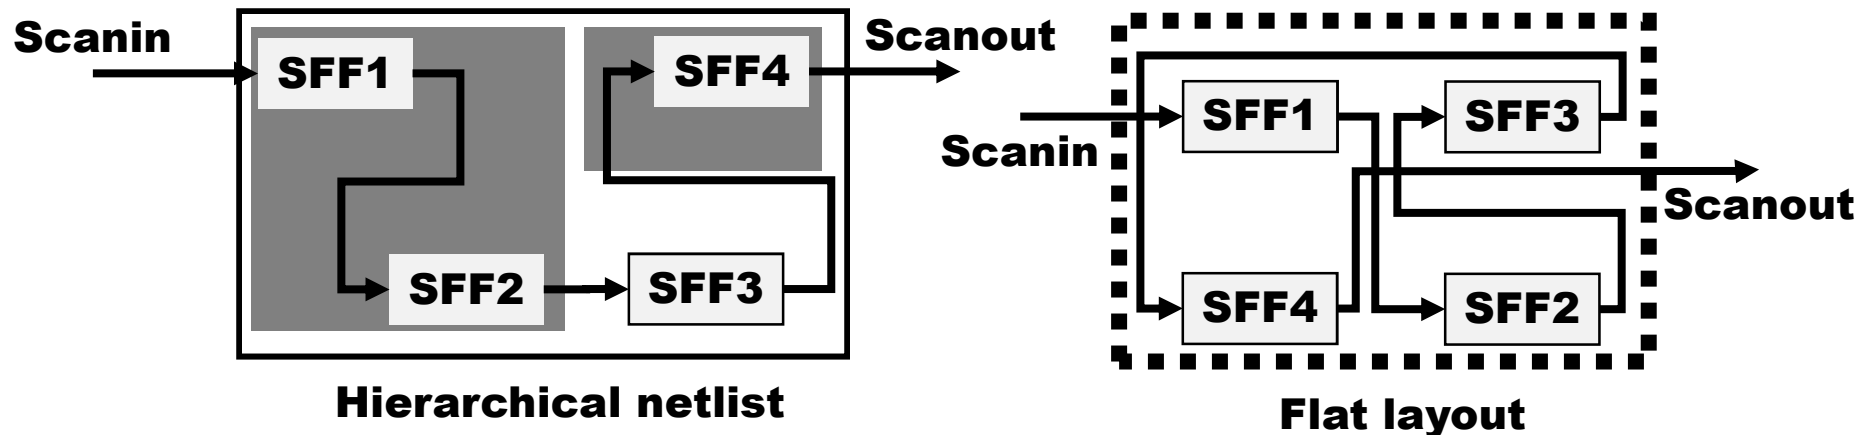 Scanin
SFF1
SFF4
Scanout
SFF2
SFF3
Hierarchical netlist
Scanin
SFF1
SFF3
Scanout
SFF4
SFF2
Flat layout